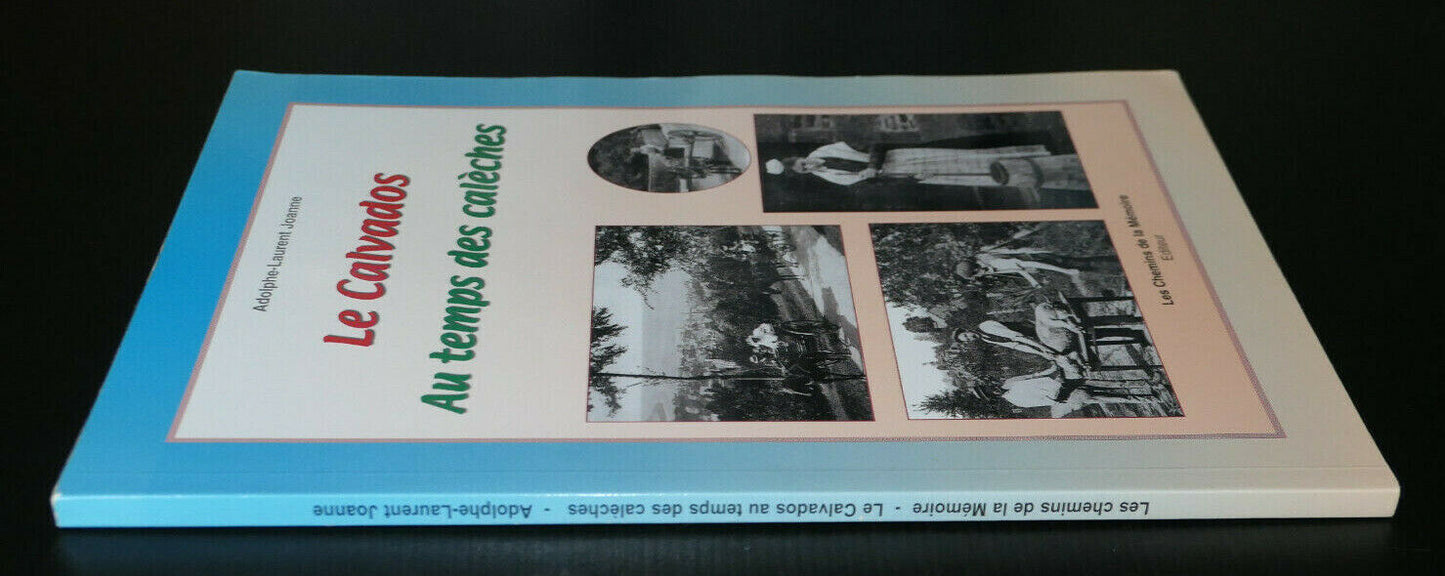 Adolphe-Laurent Joanne
Le Calvados
Au temps des calèches
Les Chemins de la Mémoire
Editeur
Les chemins de la Mémoire - Le Calvados au temps des calèches - Adolphe-Laurent Joanne